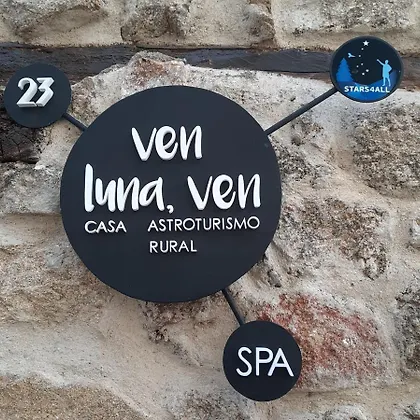 23
STARS4ALL
ven
luna, ven
CASA ASTROTURISMO
RURAL
SPA